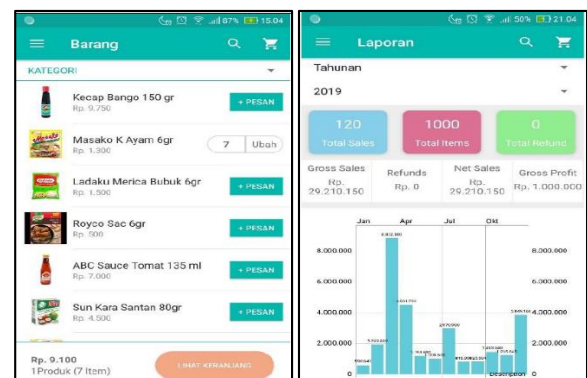 87% 15.04
Barang
KATEGORI
Kecap Bango 150 gr
Rp. 9.750
+ PESAN
Masako K Ayam 6gr
Rp. 1.300
7 Ubah
Ladaku Merica Bubuk 6gr
Rp. 1.500
+ PESAN
Royco Sac 6gr
Rp. 500
+ PESAN
ABC Sauce Tomat 135 ml
Rp. 7.000
+ PESAN
Sun Kara Santan 80gr
Rp. 4.500
+ PESAN
Rp. 9.100
1Produk (7 Item)
LIHAT KERANJANG
50% 21.04
Laporan
Tahunan
2019
120
Total Sales
1000
Total Items
0
Total Refund
Gross Sales
Rp.
29.210.150
Refunds
Rp. 0
Net Sales
Rp.
29.210.150
Gross Profit
Rp. 1.000.000
Jan Apr Jul Okt
8.000.000 8.000.000
6.000.000 6.000.000
4.000.000 4.000.000
2.000.000 2.000.000
0 Description 0